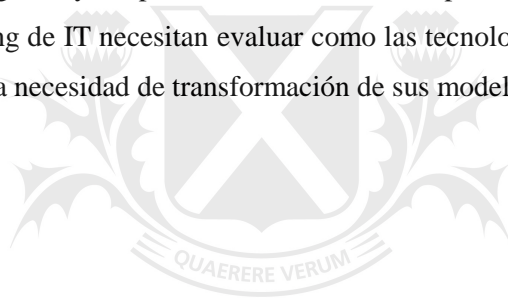 ng de IT necesitan evaluar como las tecnolo
a necesidad de transformación de sus model
QUAERERE VERUM